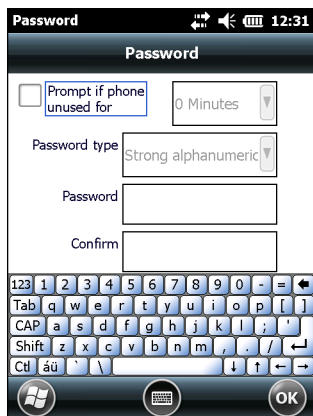 Password 12:31
Password
Prompt if phone
unused for
0 Minutes
Password type
Strong alphanumeric
Password
Confirm
123 1 2 3 4 5 6 7 8 9 0 - =
Tab q w e r t y u i o p [ ]
CAP a s d f g h j k l ; '
Shift z x c v b n m , . /
Ctl áü ` \
OK